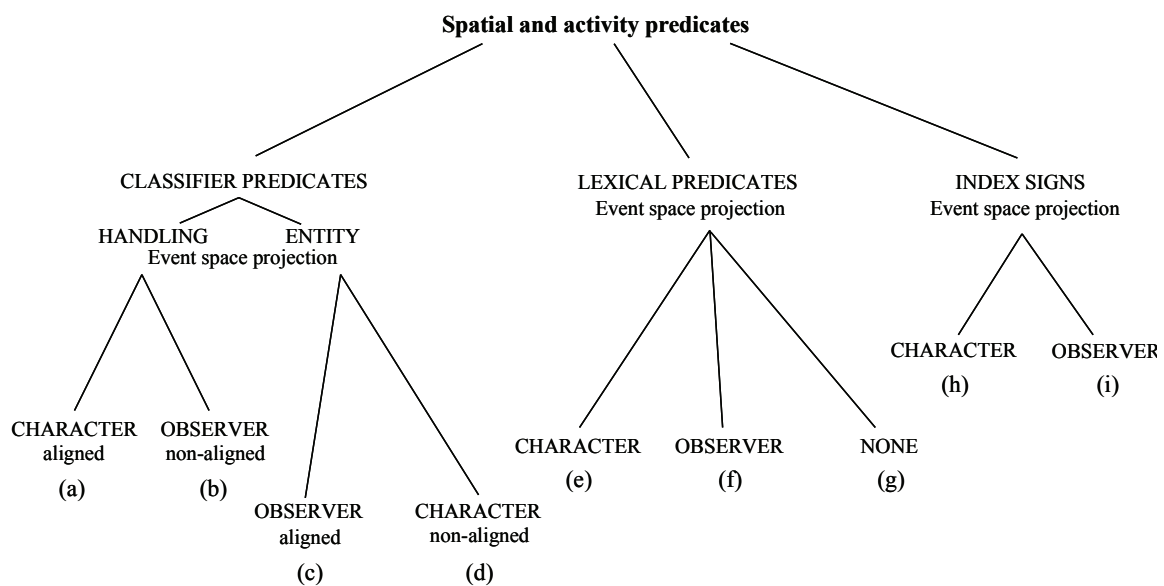 Spatial and activity predicates
CLASSIFIER PREDICATES
HANDLING ENTITY
Event space projection
CHARACTER
aligned
(a)
OBSERVER
non-aligned
(b)
OBSERVER
aligned
(c)
CHARACTER
non-aligned
(d)
LEXICAL PREDICATES
Event space projection
CHARACTER
(e)
OBSERVER
(f)
NONE
(g)
INDEX SIGNS
Event space projection
CHARACTER
(h)
OBSERVER
(i)